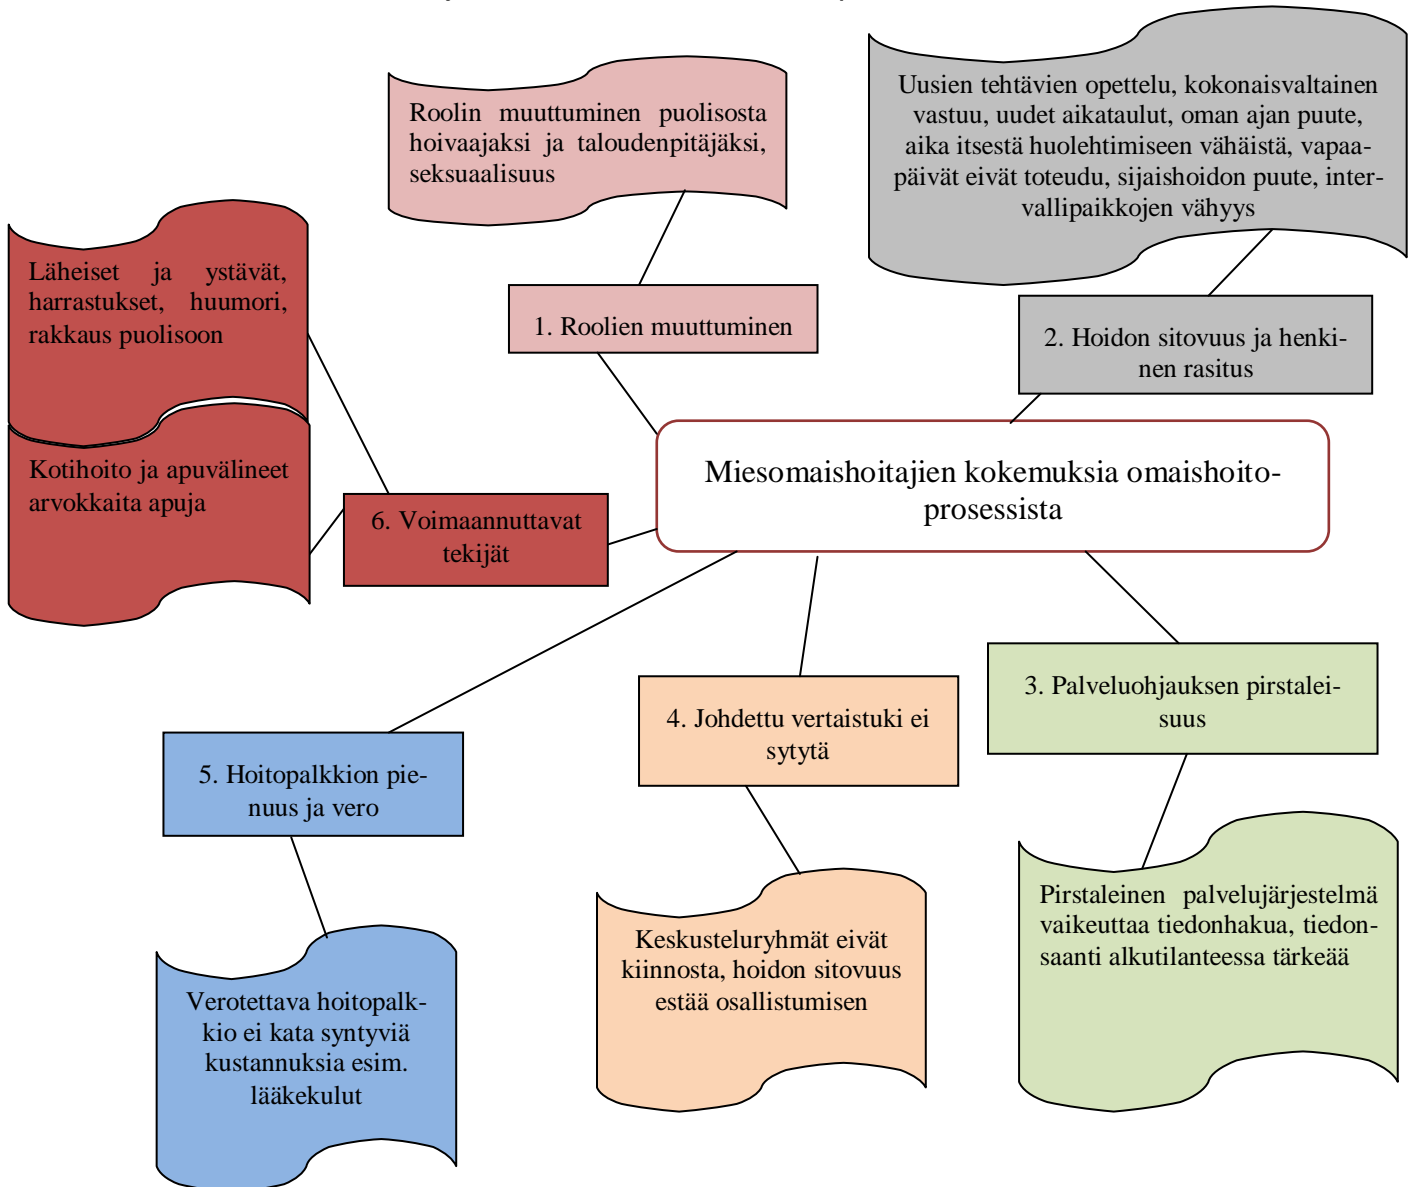 Roolin muuttuminen puolisosta
hoivaajaksi ja taloudenpitäjäksi,
seksuaalisuus
Uusien tehtävien opettelu, kokonaisvaltainen
vastuu, uudet aikataulut, oman ajan puute,
aika itsestä huolehtimiseen vähäistä, vapaa-
päivät eivät toteudu, sijaishoidon puute, inter-
vallipaikkojen vähyys
Läheiset ja ystävät,
harrastukset, huumori,
rakkaus puolisoon
1. Roolien muuttuminen
2. Hoidon sitovuus ja henki-
nen rasitus
Kotihoito ja apuvälineet
arvokkaita apuja
6. Voimaannuttavat
tekijät
Miesomaishoitajien kokemuksia omaishoito-
prosessista
3. Palveluohjauksen pirstalei-
suus
4. Johdettu vertaistuki ei
sytytä
5. Hoitopalkkion pie-
nuus ja vero
Pirstaleinen palvelujärjestelmä
vaikeuttaa tiedonhakua, tiedon-
saanti alkutilanteessa tärkeää
Keskusteluryhmät eivät
kiinnosta, hoidon sitovuus
estää osallistumisen
Verotettava hoitopalk-
kio ei kata syntyviä
kustannuksia esim.
lääkekulut